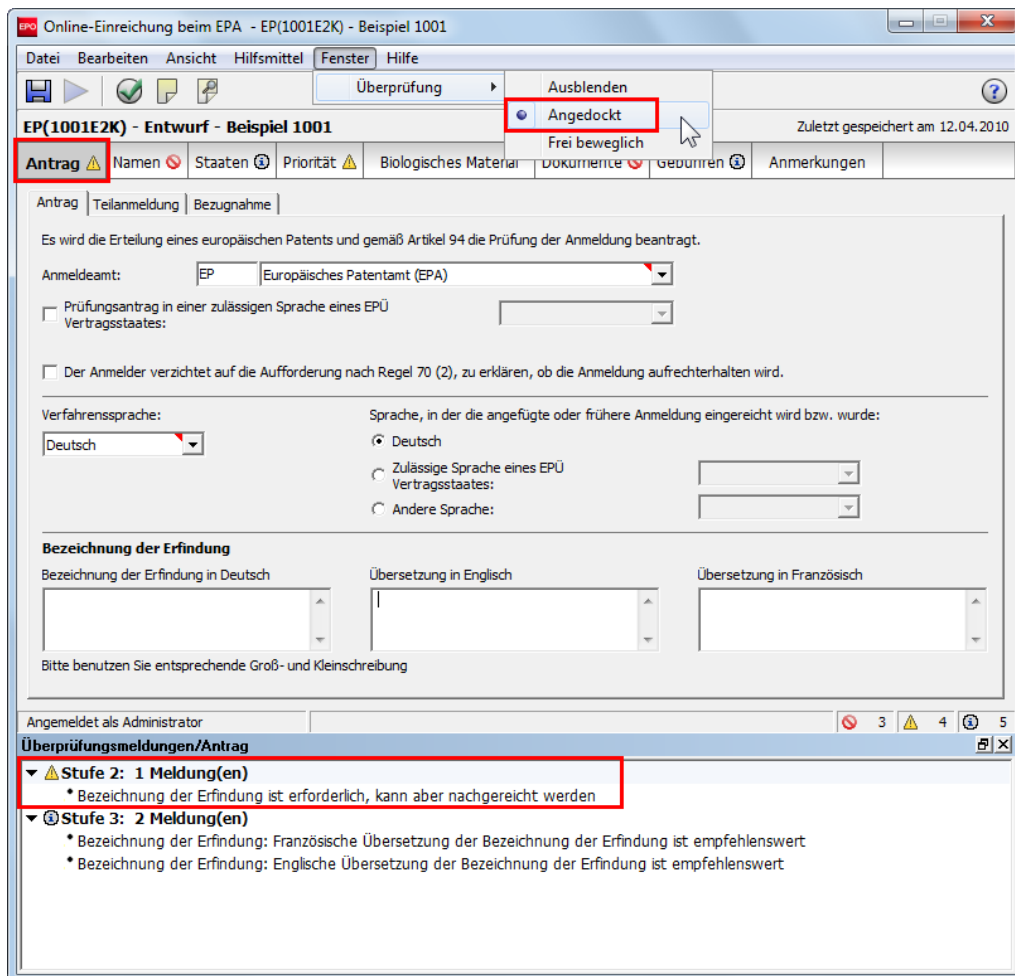 EPO Online-Einreichung beim EPA - EP(1001E2K) - Beispiel 1001
Datei Bearbeiten Ansicht Hilfsmittel Fenster Hilfe
Überprüfung Ausblenden
Angedockt
Frei beweglich
EP(1001E2K) - Entwurf - Beispiel 1001 Zuletzt gespeichert am 12.04.2010
Antrag Namen Staaten Priorität Biologisches Material Dokumente Gebühren Anmerkungen
Antrag Teilanmeldung Bezugnahme
Es wird die Erteilung eines europäischen Patents und gemäß Artikel 94 die Prüfung der Anmeldung beantragt.
Anmeldeamt: EP Europäisches Patentamt (EPA)
Prüfungsantrag in einer zulässigen Sprache eines EPÜ
Vertragsstaates:
Der Anmelder verzichtet auf die Aufforderung nach Regel 70 (2), zu erklären, ob die Anmeldung aufrechterhalten wird.
Verfahrenssprache: Sprache, in der die angefügte oder frühere Anmeldung eingereicht wird bzw. wurde:
Deutsch Deutsch
Zulässige Sprache eines EPÜ
Vertragsstaates:
Andere Sprache:
Bezeichnung der Erfindung
Bezeichnung der Erfindung in Deutsch Übersetzung in Englisch Übersetzung in Französisch
Bitte benutzen Sie entsprechende Groß- und Kleinschreibung
Angemeldet als Administrator 3 4 5
Überprüfungsmeldungen/Antrag
Stufe 2: 1 Meldung(en)
• Bezeichnung der Erfindung ist erforderlich, kann aber nachgereicht werden
Stufe 3: 2 Meldung(en)
• Bezeichnung der Erfindung: Französische Übersetzung der Bezeichnung der Erfindung ist empfehlenswert
• Bezeichnung der Erfindung: Englische Übersetzung der Bezeichnung der Erfindung ist empfehlenswert